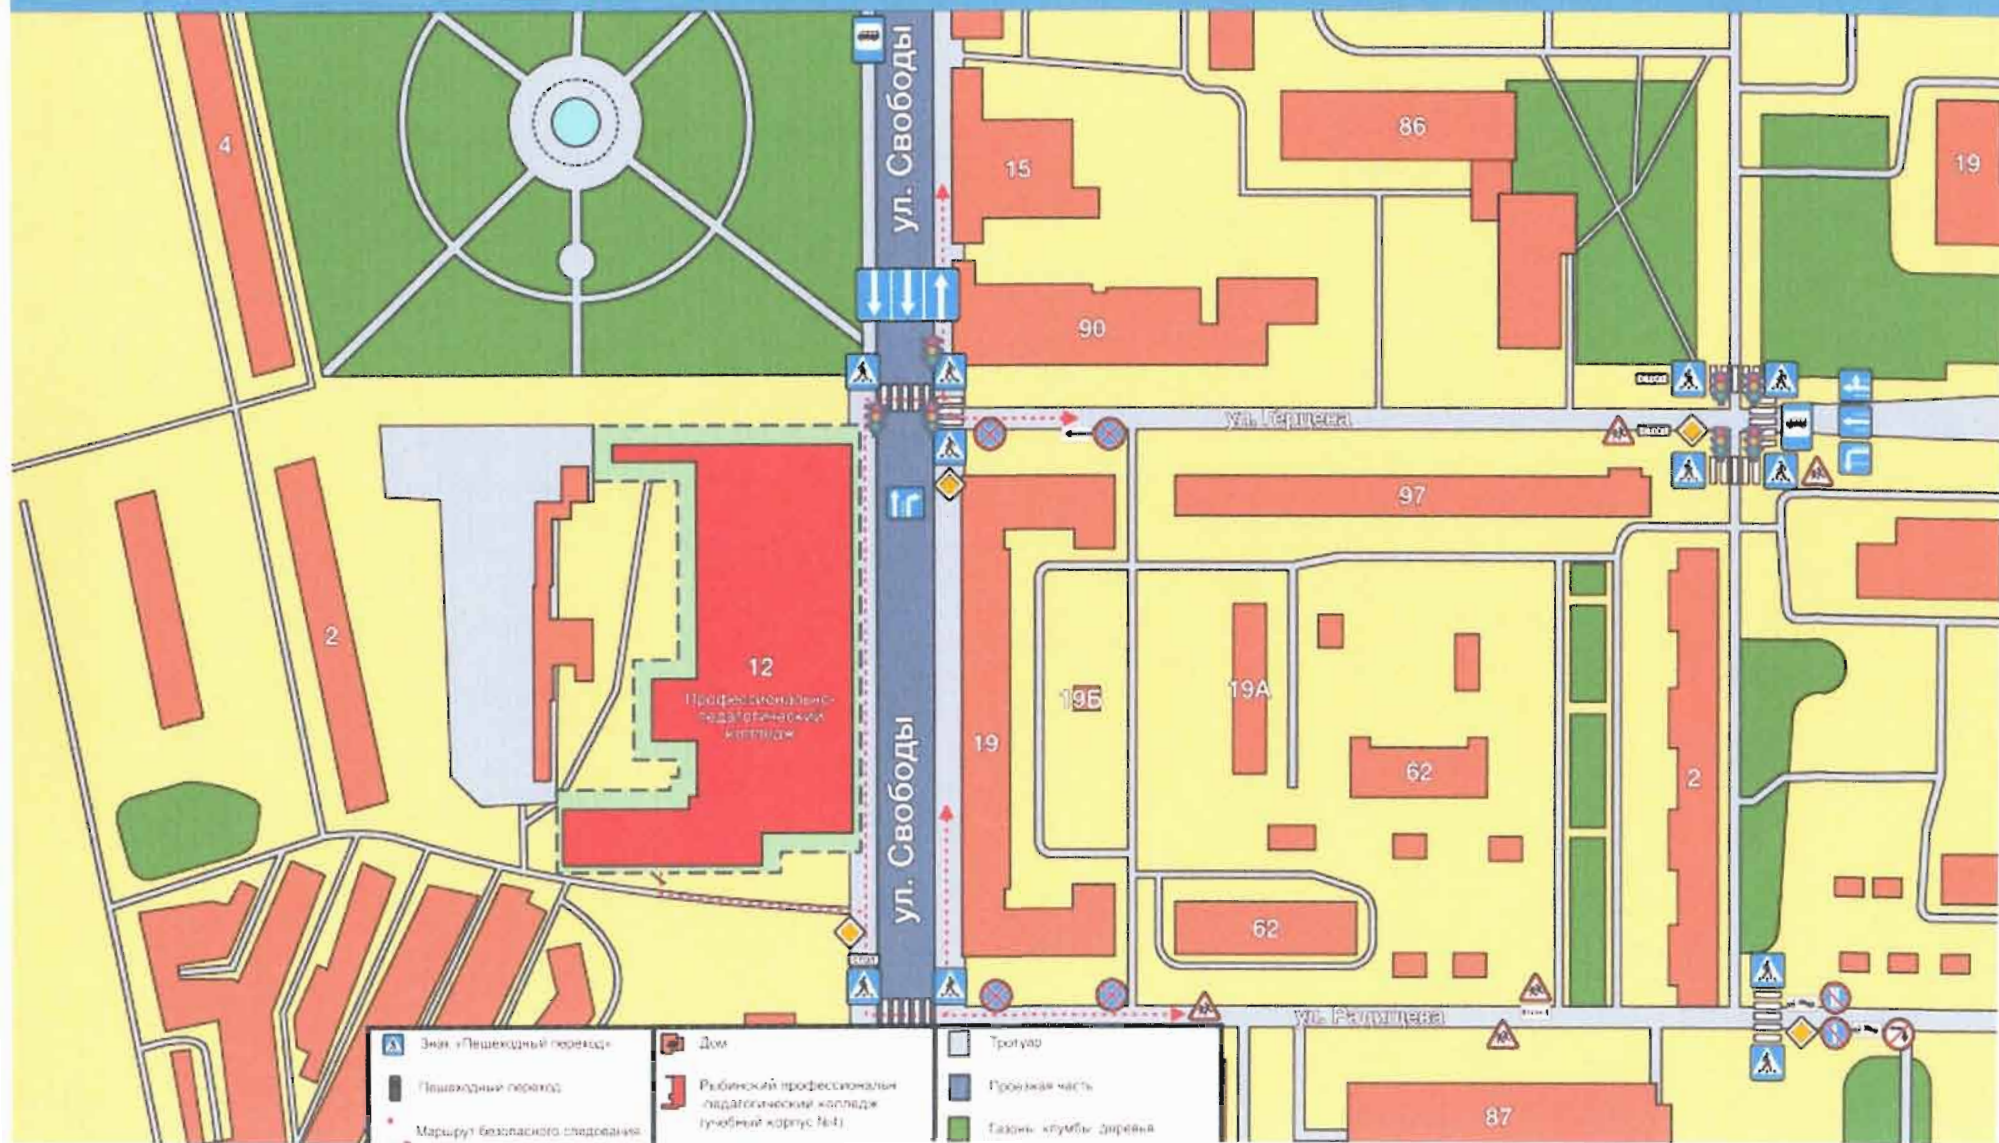 ул. Свободы
4
15
86
19
90
ул. Герцена
97
2
12
Профессионально-
педагогический
колледж
19Б
19А
19
62
2
ул. Свободы
62
ул. Радищева
87
Знак «Пешеходный переход»
Пешеходный переход
Маршрут безопасного следования
Дом
Рыбинский профессиональн
-педагогический колледж
(учебный корпус №4)
Тротуар
Проезжая часть
Газоны, клумбы, деревья